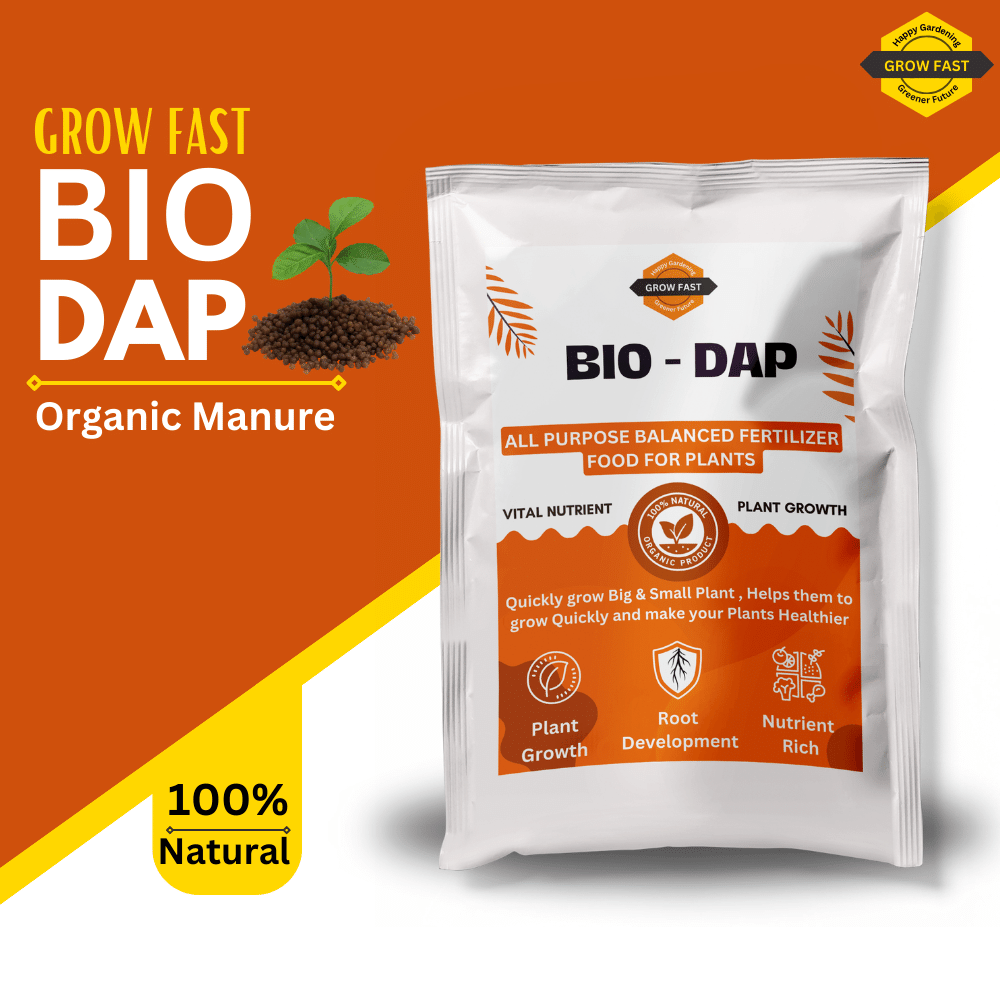 Happy Gardening
GROW FAST
Greener Future
GROW FAST
BIO
DAP
Organic Manure
100%
Natural
Happy Gardening
GROW FAST
Greener Future
BIO - DAP
ALL PURPOSE BALANCED FERTILIZER
FOOD FOR PLANTS
VITAL NUTRIENT
PLANT GROWTH
100% NATURAL
ORGANIC PRODUCT
Quickly grow Big & Small Plant , Helps them to
grow Quickly and make your Plants Healthier
Plant
Growth
Root
Development
Nutrient
Rich